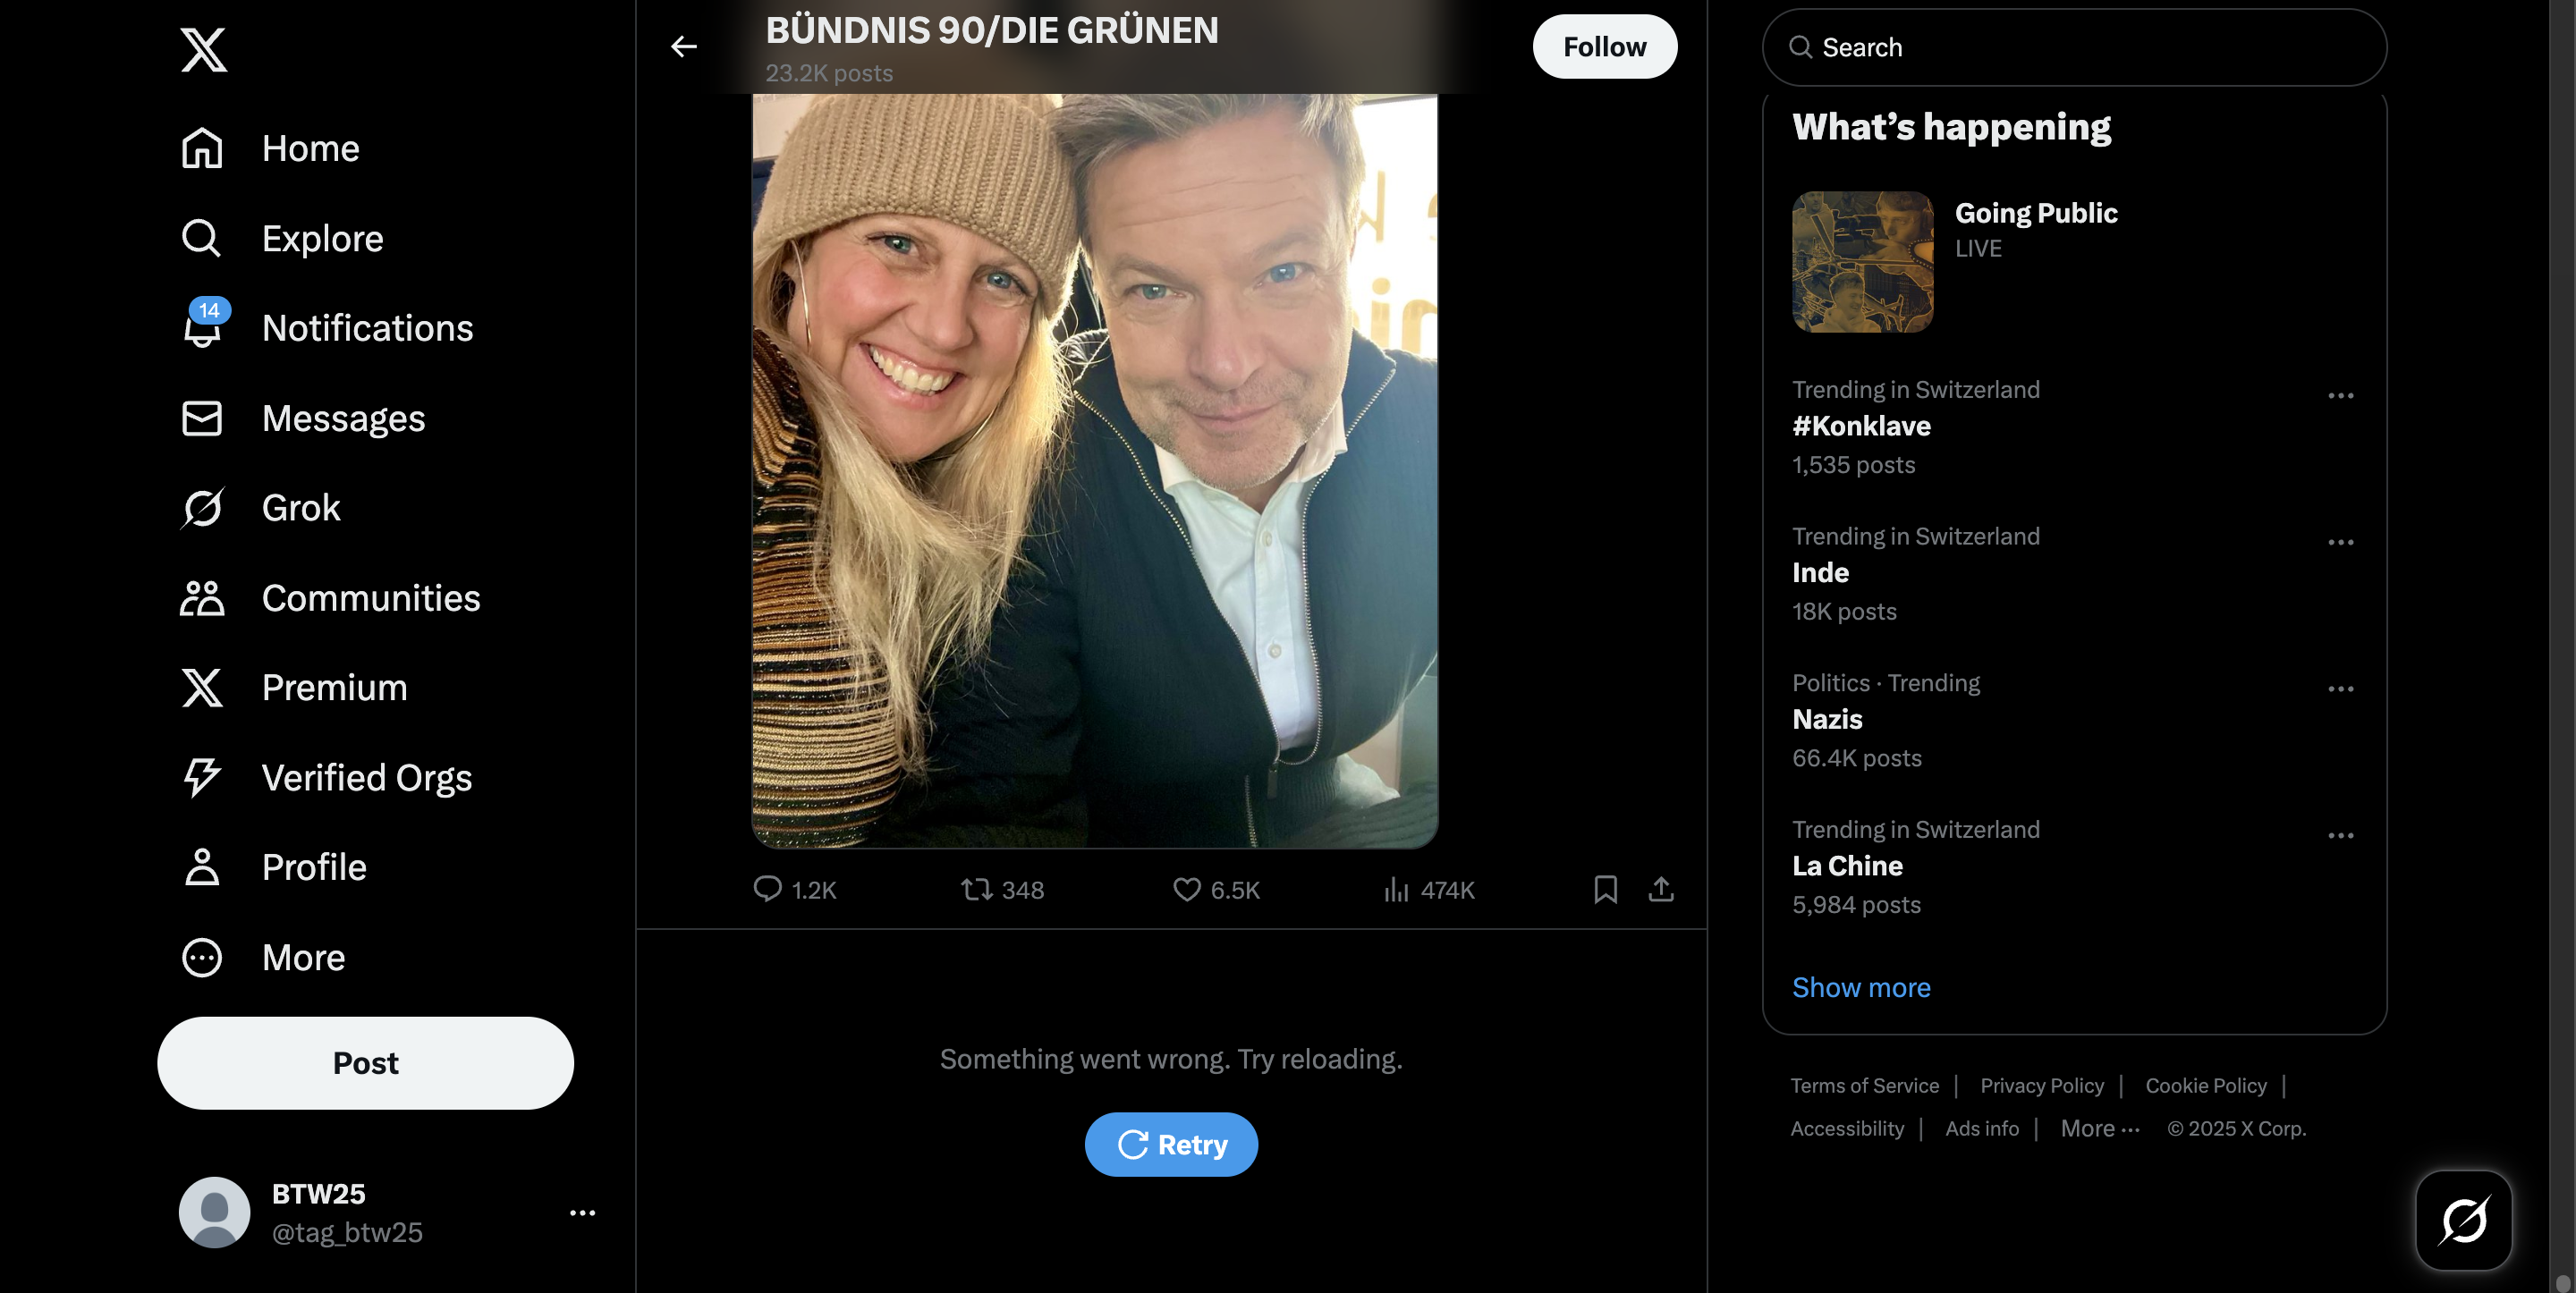 Home
Explore
14
Notifications
Messages
Grok
Communities
Premium
Verified Orgs
Profile
More
Post
BTW25
@tag_btw25
BÜNDNIS 90/DIE GRÜNEN
23.2K posts
Follow
1.2K
348
6.5K
474K
Something went wrong. Try reloading.
Retry
Search
What’s happening
Going Public
LIVE
Trending in Switzerland
#Konklave
1,535 posts
Trending in Switzerland
Inde
18K posts
Politics · Trending
Nazis
66.4K posts
Trending in Switzerland
La Chine
5,984 posts
Show more
Terms of Service | Privacy Policy | Cookie Policy |
Accessibility | Ads info | More ··· © 2025 X Corp.